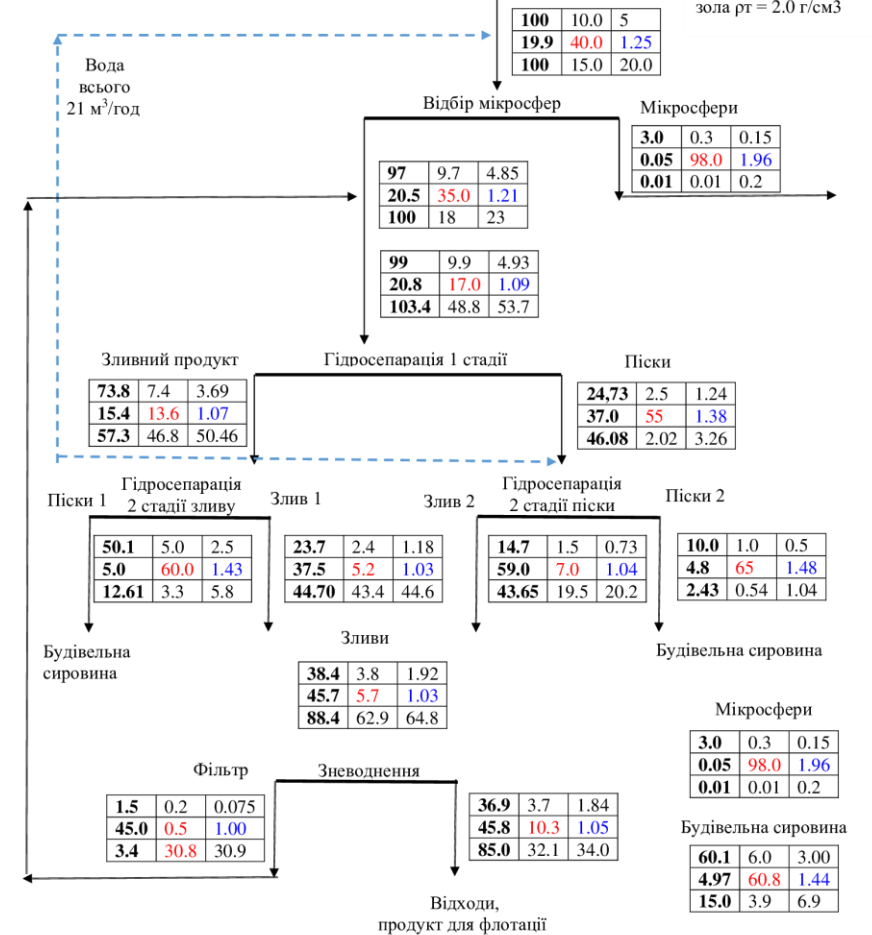 зола ρт = 2.0 г/см3
100 10.0 5
19.9 40.0 1.25
100 15.0 20.0
Вода
всього
21 м³/год
Відбір мікросфер
Мікросфери
3.0 0.3 0.15
0.05 98.0 1.96
0.01 0.01 0.2
97 9.7 4.85
20.5 35.0 1.21
100 18 23
99 9.9 4.93
20.8 17.0 1.09
103.4 48.8 53.7
Зливний продукт
Гідросепарація 1 стадії
Піски
73.8 7.4 3.69
15.4 13.6 1.07
57.3 46.8 50.46
24,73 2.5 1.24
37.0 55 1.38
46.08 2.02 3.26
Піски 1
Гідросепарація
2 стадії зливу
Злив 1
Злив 2
Гідросепарація
2 стадії піски
Піски 2
50.1 5.0 2.5
5.0 60.0 1.43
12.61 3.3 5.8
23.7 2.4 1.18
37.5 5.2 1.03
44.70 43.4 44.6
14.7 1.5 0.73
59.0 7.0 1.04
43.65 19.5 20.2
10.0 1.0 0.5
4.8 65 1.48
2.43 0.54 1.04
Будівельна
сировина
Зливи
Будівельна сировина
38.4 3.8 1.92
45.7 5.7 1.03
88.4 62.9 64.8
Мікросфери
3.0 0.3 0.15
0.05 98.0 1.96
0.01 0.01 0.2
Фільтр
Зневоднення
1.5 0.2 0.075
45.0 0.5 1.00
3.4 30.8 30.9
36.9 3.7 1.84
45.8 10.3 1.05
85.0 32.1 34.0
Будівельна сировина
60.1 6.0 3.00
4.97 60.8 1.44
15.0 3.9 6.9
Відходи,
продукт для флотації